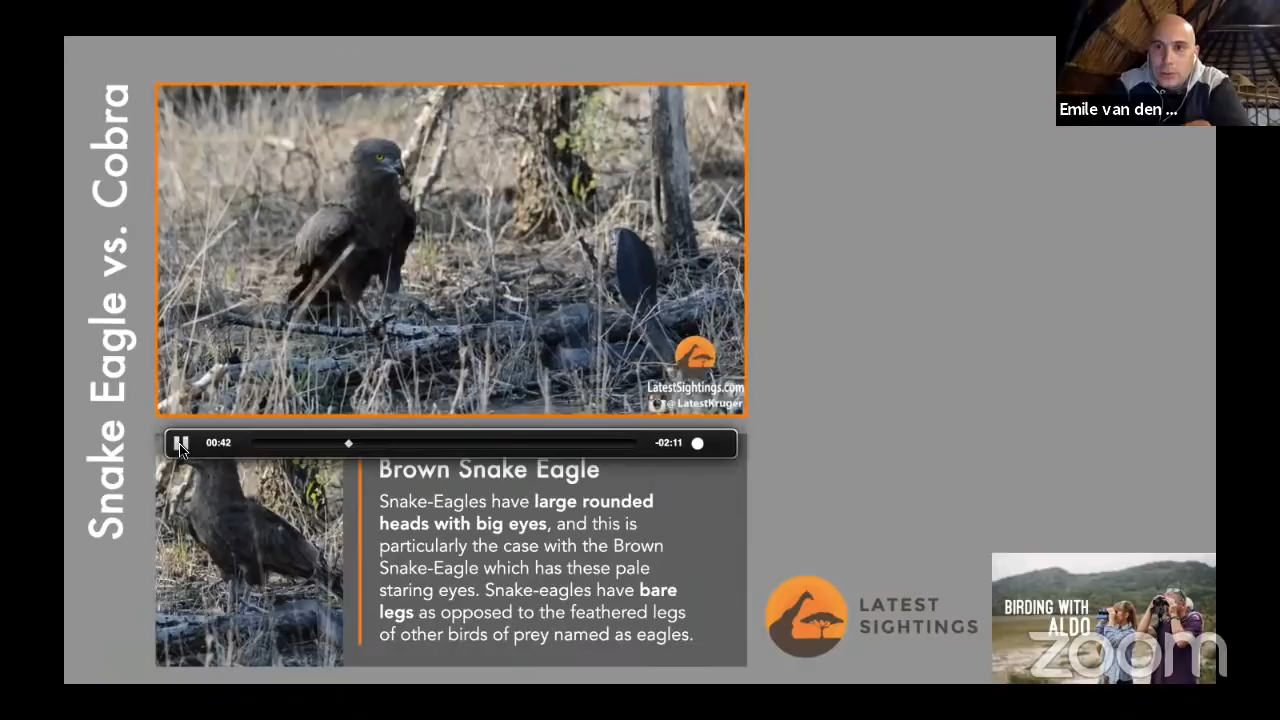 Emile van den ...
Snake Eagle vs. Cobra
LatestSightings.com
@ LatestKruger
00:42
-02:11
Brown Snake Eagle
Snake-Eagles have large rounded
heads with big eyes, and this is
particularly the case with the Brown
Snake-Eagle which has these pale
staring eyes. Snake-eagles have bare
legs as opposed to the feathered legs
of other birds of prey named as eagles.
LATEST
SIGHTINGS
BIRDING WITH
ALDO
zoom